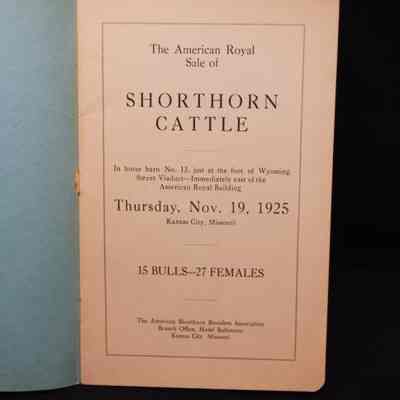 The American Royal
Sale of
SHORTHORN
CATTLE
In horse barn No. 12, just at the foot of Wyoming
Street Viaduct—Immediately east of the
American Royal Building
Thursday, Nov. 19, 1925
Kansas City, Missouri
15 BULLS—27 FEMALES
The American Shorthorn Breeders Association
Branch Office, Hotel Baltimore
Kansas City, Missouri